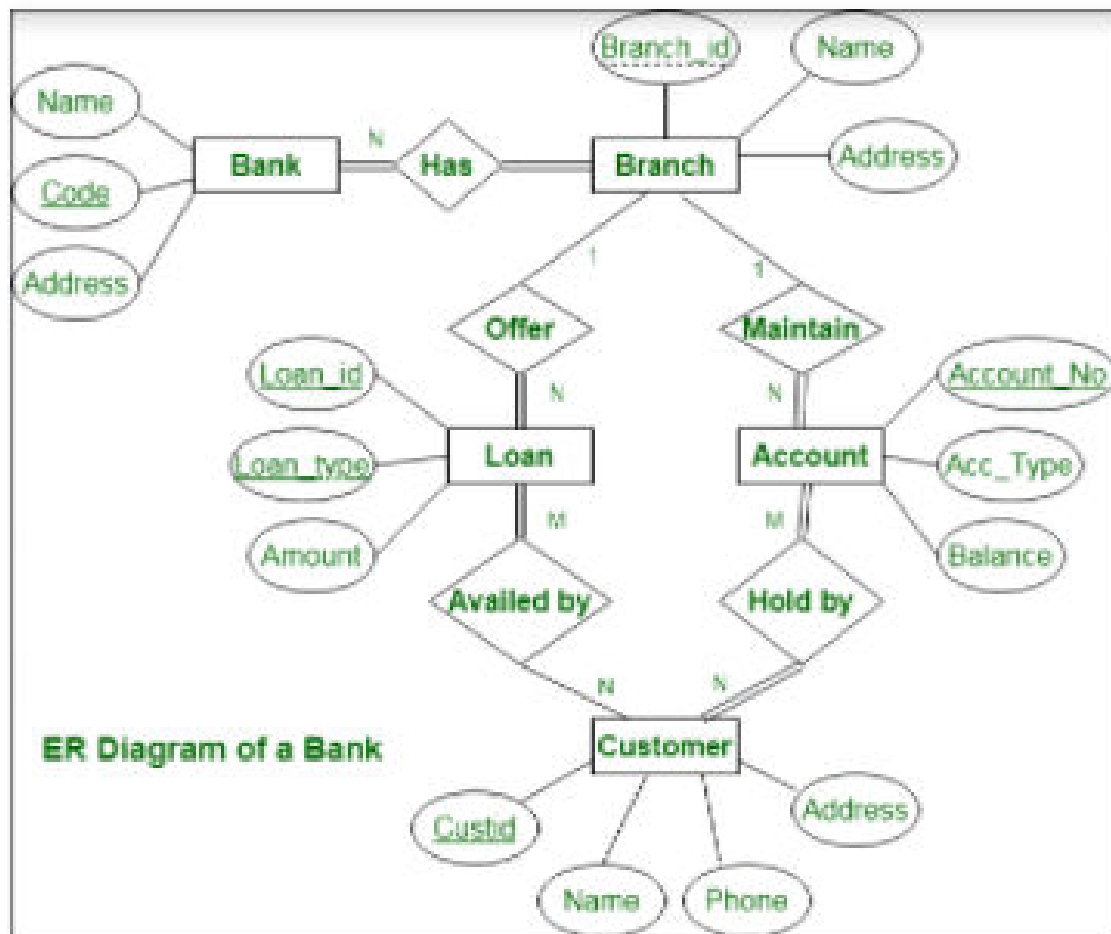 Branch_id
Name
Name
N
Bank
Has
Branch
Address
Code
Address
1
1
Offer
Maintain
Loan_id
N
N
Account_No
Loan_type
Loan
Account
Acc_Type
M
M
Amount
Balance
Availed by
Hold by
N
N
ER Diagram of a Bank
Customer
Custid
Address
Name
Phone